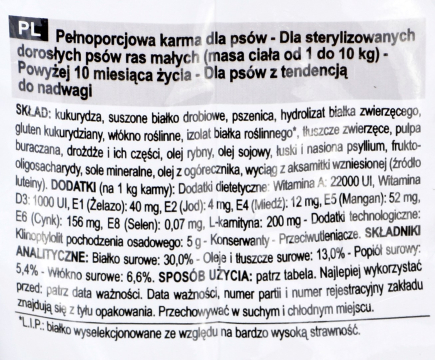 PL Pełnoporcjowa karma dla psów - Dla sterylizowanych
dorosłych psów ras małych (masa ciała od 1 do 10 kg) -
Powyżej 10 miesiąca życia - Dla psów z tendencją
do nadwagi
SKŁAD: kukurydza, suszone białko drobiowe, pszenica, hydrolizat białka zwierzęcego,
gluten kukurydziany, włókno roślinne, izolat białka roślinnego*, tłuszcze zwierzęce, pulpa
buraczana, drożdże i ich części, olej rybny, olej sojowy, łuski i nasiona psyllium, frukto-
oligosacharydy, sole mineralne, olej z ogórecznika, wyciąg z aksamitki wzniesionej (źródło
luteiny). DODATKI (na 1 kg karmy): Dodatki dietetyczne: Witamina A: 22000 UI, Witamina
D3: 1000 UI, E1 (Żelazo): 40 mg, E2 (Jod): 4 mg, E4 (Miedź): 12 mg, E5 (Mangan): 52 mg,
E6 (Cynk): 156 mg, E8 (Selen): 0,07 mg, L-karnityna: 200 mg - Dodatki technologiczne:
Klinoptylolit pochodzenia osadowego: 5 g - Konserwanty - Przeciwutleniacze. SKŁADNIKI
ANALITYCZNE: Białko surowe: 30,0% - Oleje i tłuszcze surowe: 13,0% - Popiół surowy:
5,4% - Włókno surowe: 6,6%. SPOSÓB UŻYCIA: patrz tabela. Najlepiej wykorzystać
przed: patrz data ważności. Data ważności, numer partii i numer rejestracyjny zakładu
znajdują się z tyłu opakowania. Przechowywać w suchym i chłodnym miejscu.
*L.I.P.: białko wyselekcjonowane ze względu na bardzo wysoką strawność.